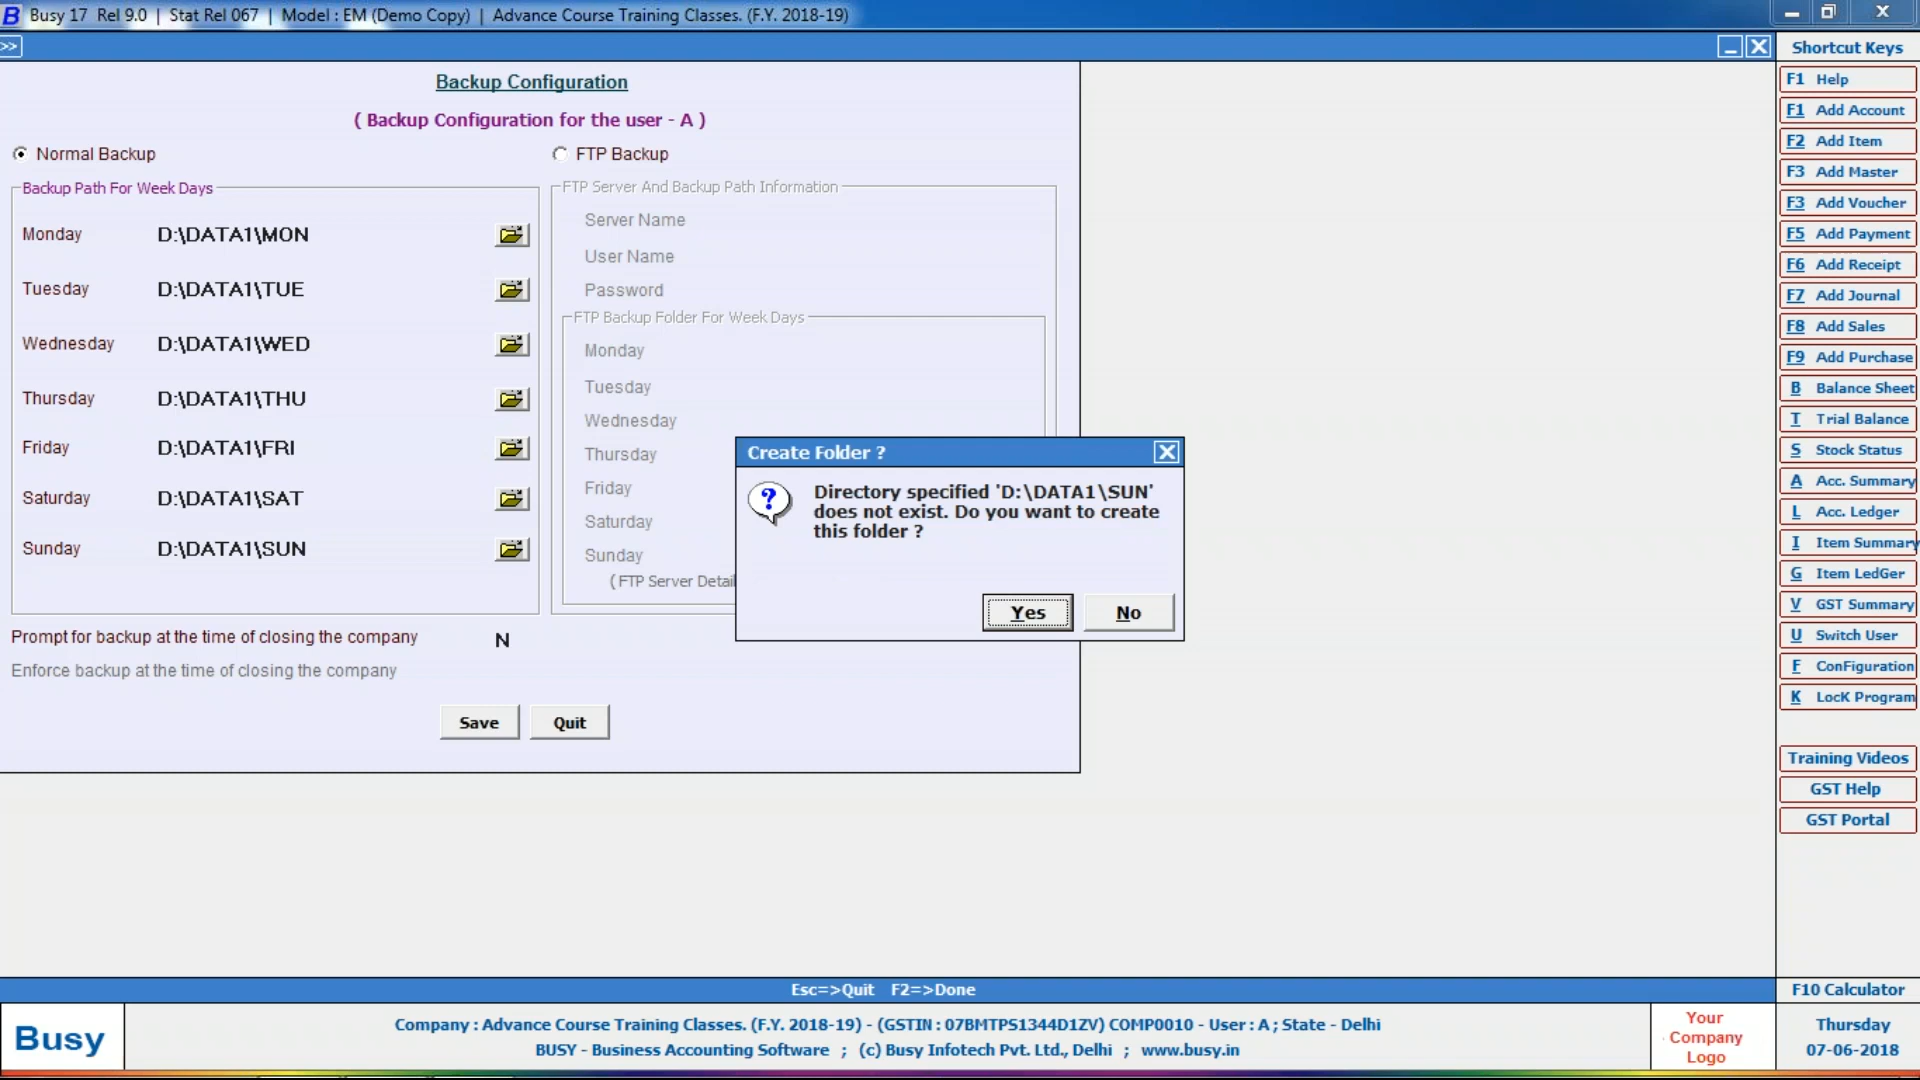 Busy 17 Rel 9.0 | Stat Rel 067 | Model : EM (Demo Copy) | Advance Course Training Classes. (F.Y. 2018-19)
>>
Backup Configuration
( Backup Configuration for the user - A )
Normal Backup
Backup Path For Week Days
Monday D:\DATA1\MON
Tuesday D:\DATA1\TUE
Wednesday D:\DATA1\WED
Thursday D:\DATA1\THU
Friday D:\DATA1\FRI
Saturday D:\DATA1\SAT
Sunday D:\DATA1\SUN
FTP Backup
FTP Server And Backup Path Information
Server Name
User Name
Password
FTP Backup Folder For Week Days
Monday
Tuesday
Wednesday
Thursday
Friday
Saturday
Sunday
( FTP Server Detail
Prompt for backup at the time of closing the company N
Enforce backup at the time of closing the company
Save Quit
Create Folder ?
Directory specified 'D:\DATA1\SUN'
does not exist. Do you want to create
this folder ?
Yes No
Shortcut Keys
F1 Help
F1 Add Account
F2 Add Item
F3 Add Master
F3 Add Voucher
F5 Add Payment
F6 Add Receipt
F7 Add Journal
F8 Add Sales
F9 Add Purchase
B Balance Sheet
T Trial Balance
S Stock Status
A Acc. Summary
L Acc. Ledger
I Item Summary
G Item LedGer
V GST Summary
U Switch User
F ConFiguration
K LocK Program
Training Videos
GST Help
GST Portal
Esc=>Quit F2=>Done
F10 Calculator
Busy
Company : Advance Course Training Classes. (F.Y. 2018-19) - (GSTIN : 07BMTPS1344D1ZV) COMP0010 - User : A ; State - Delhi
BUSY - Business Accounting Software ; (c) Busy Infotech Pvt. Ltd., Delhi ; www.busy.in
Your
Company
Logo
Thursday
07-06-2018